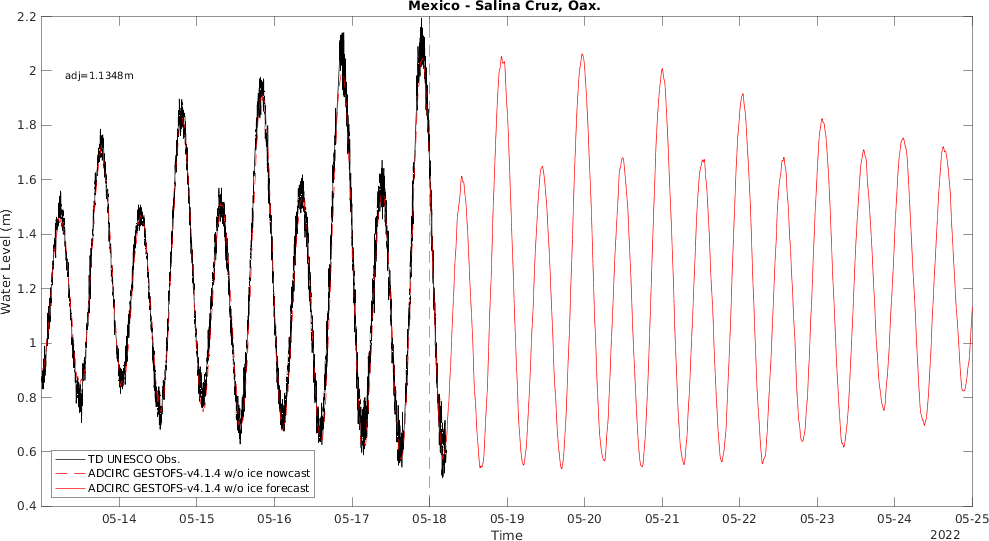 Mexico - Salina Cruz, Oax.
2.2
2
1.8
1.6
1.4
1.2
1
0.8
0.6
0.4
Water Level (m)
adj=1.1348m
TD UNESCO Obs.
ADCIRC GESTOFS-v4.1.4 w/o ice nowcast
ADCIRC GESTOFS-v4.1.4 w/o ice forecast
05-14 05-15 05-16 05-17 05-18 05-19 05-20 05-21 05-22 05-23 05-24 05-25
Time
2022